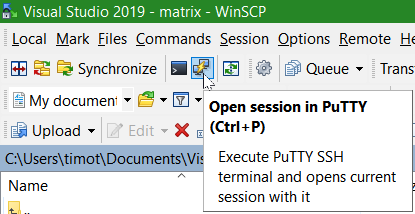 Visual Studio 2019 - matrix - WinSCP
Local Mark Files Commands Session Options Remote
Synchronize Queue
My document
Open session in PuTTY
(Ctrl+P)
Upload Edit
Execute PuTTY SSH
terminal and opens current
session with it
C:\Users\timot\Documents\Vis
Name